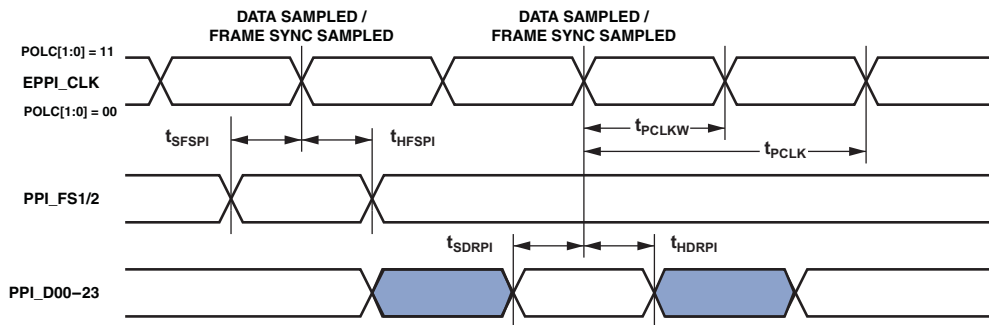 DATA SAMPLED /
FRAME SYNC SAMPLED
DATA SAMPLED /
FRAME SYNC SAMPLED
POLC[1:0] = 11
EPPI_CLK
POLC[1:0] = 00
tSFSPI
tHFSPI
tPCLKW
tPCLK
PPI_FS1/2
tSDRPI
tHDRPI
PPI_D00–23